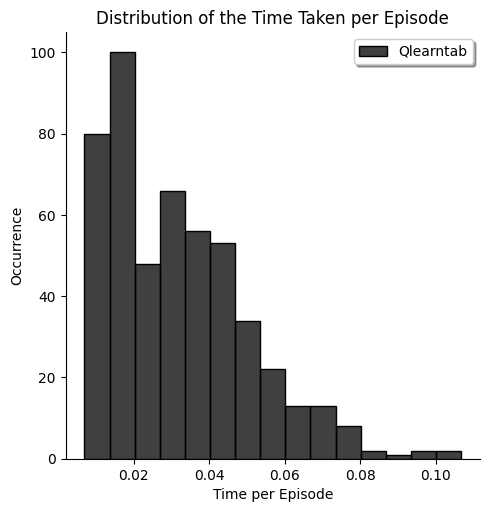 Distribution of the Time Taken per Episode
Qlearntab
100
80
60
40
20
0
Occurrence
0.02 0.04 0.06 0.08 0.10
Time per Episode